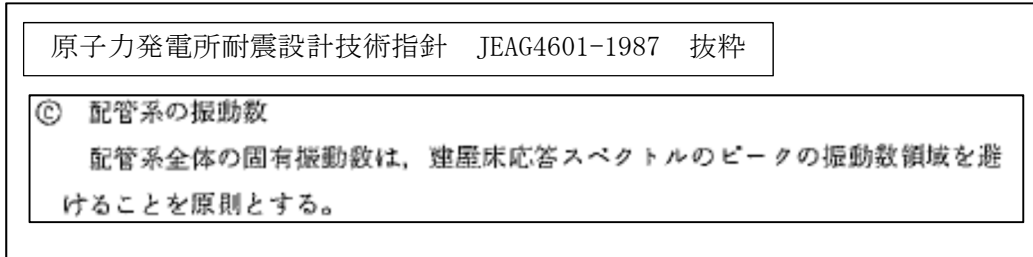 原子力発電所耐震設計技術指針　JEAG4601-1987　抜粋
Ⓒ　配管系の振動数
配管系全体の固有振動数は，建屋床応答スペクトルのピークの振動数領域を避
けることを原則とする。